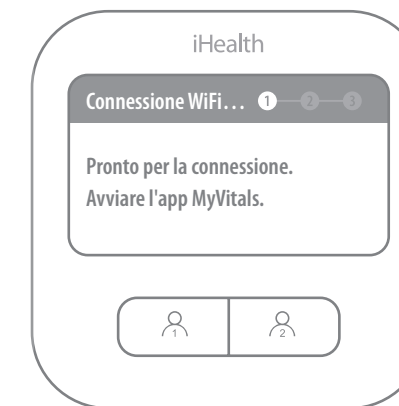 iHealth
Connessione WiFi… 1 2 3
Pronto per la connessione.
Avviare l'app MyVitals.
1 2